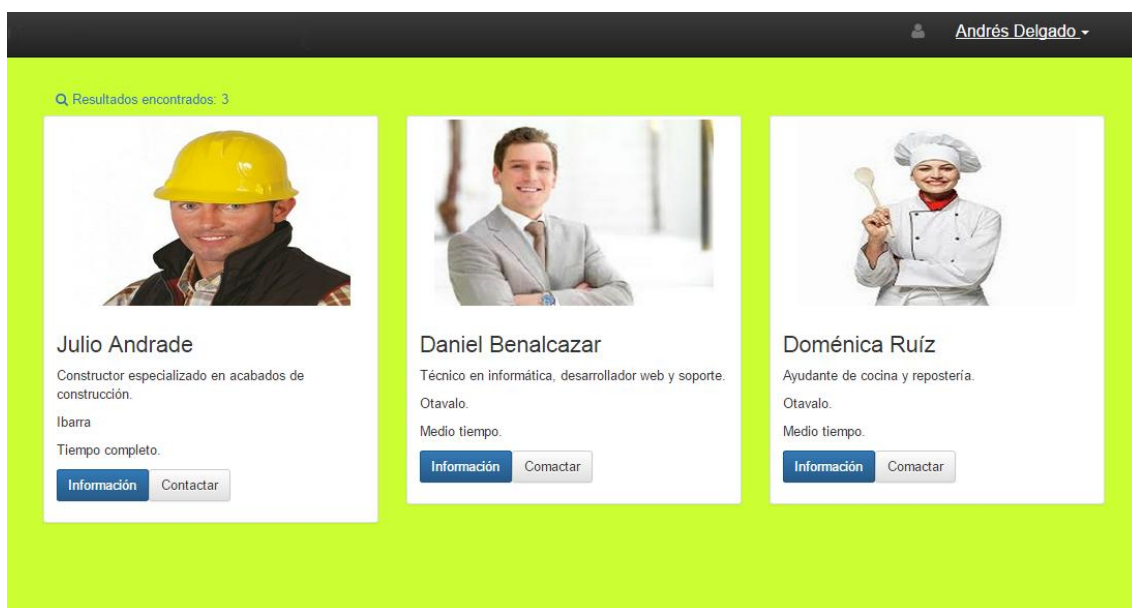 Andrés Delgado
Resultados encontrados: 3
Julio Andrade
Constructor especializado en acabados de
construcción.
Ibarra
Tiempo completo.
Información Contactar
Daniel Benalcazar
Técnico en informática, desarrollador web y soporte.
Otavalo.
Medio tiempo.
Información Comactar
Doménica Ruíz
Ayudante de cocina y repostería.
Otavalo.
Medio tiempo.
Información Comactar